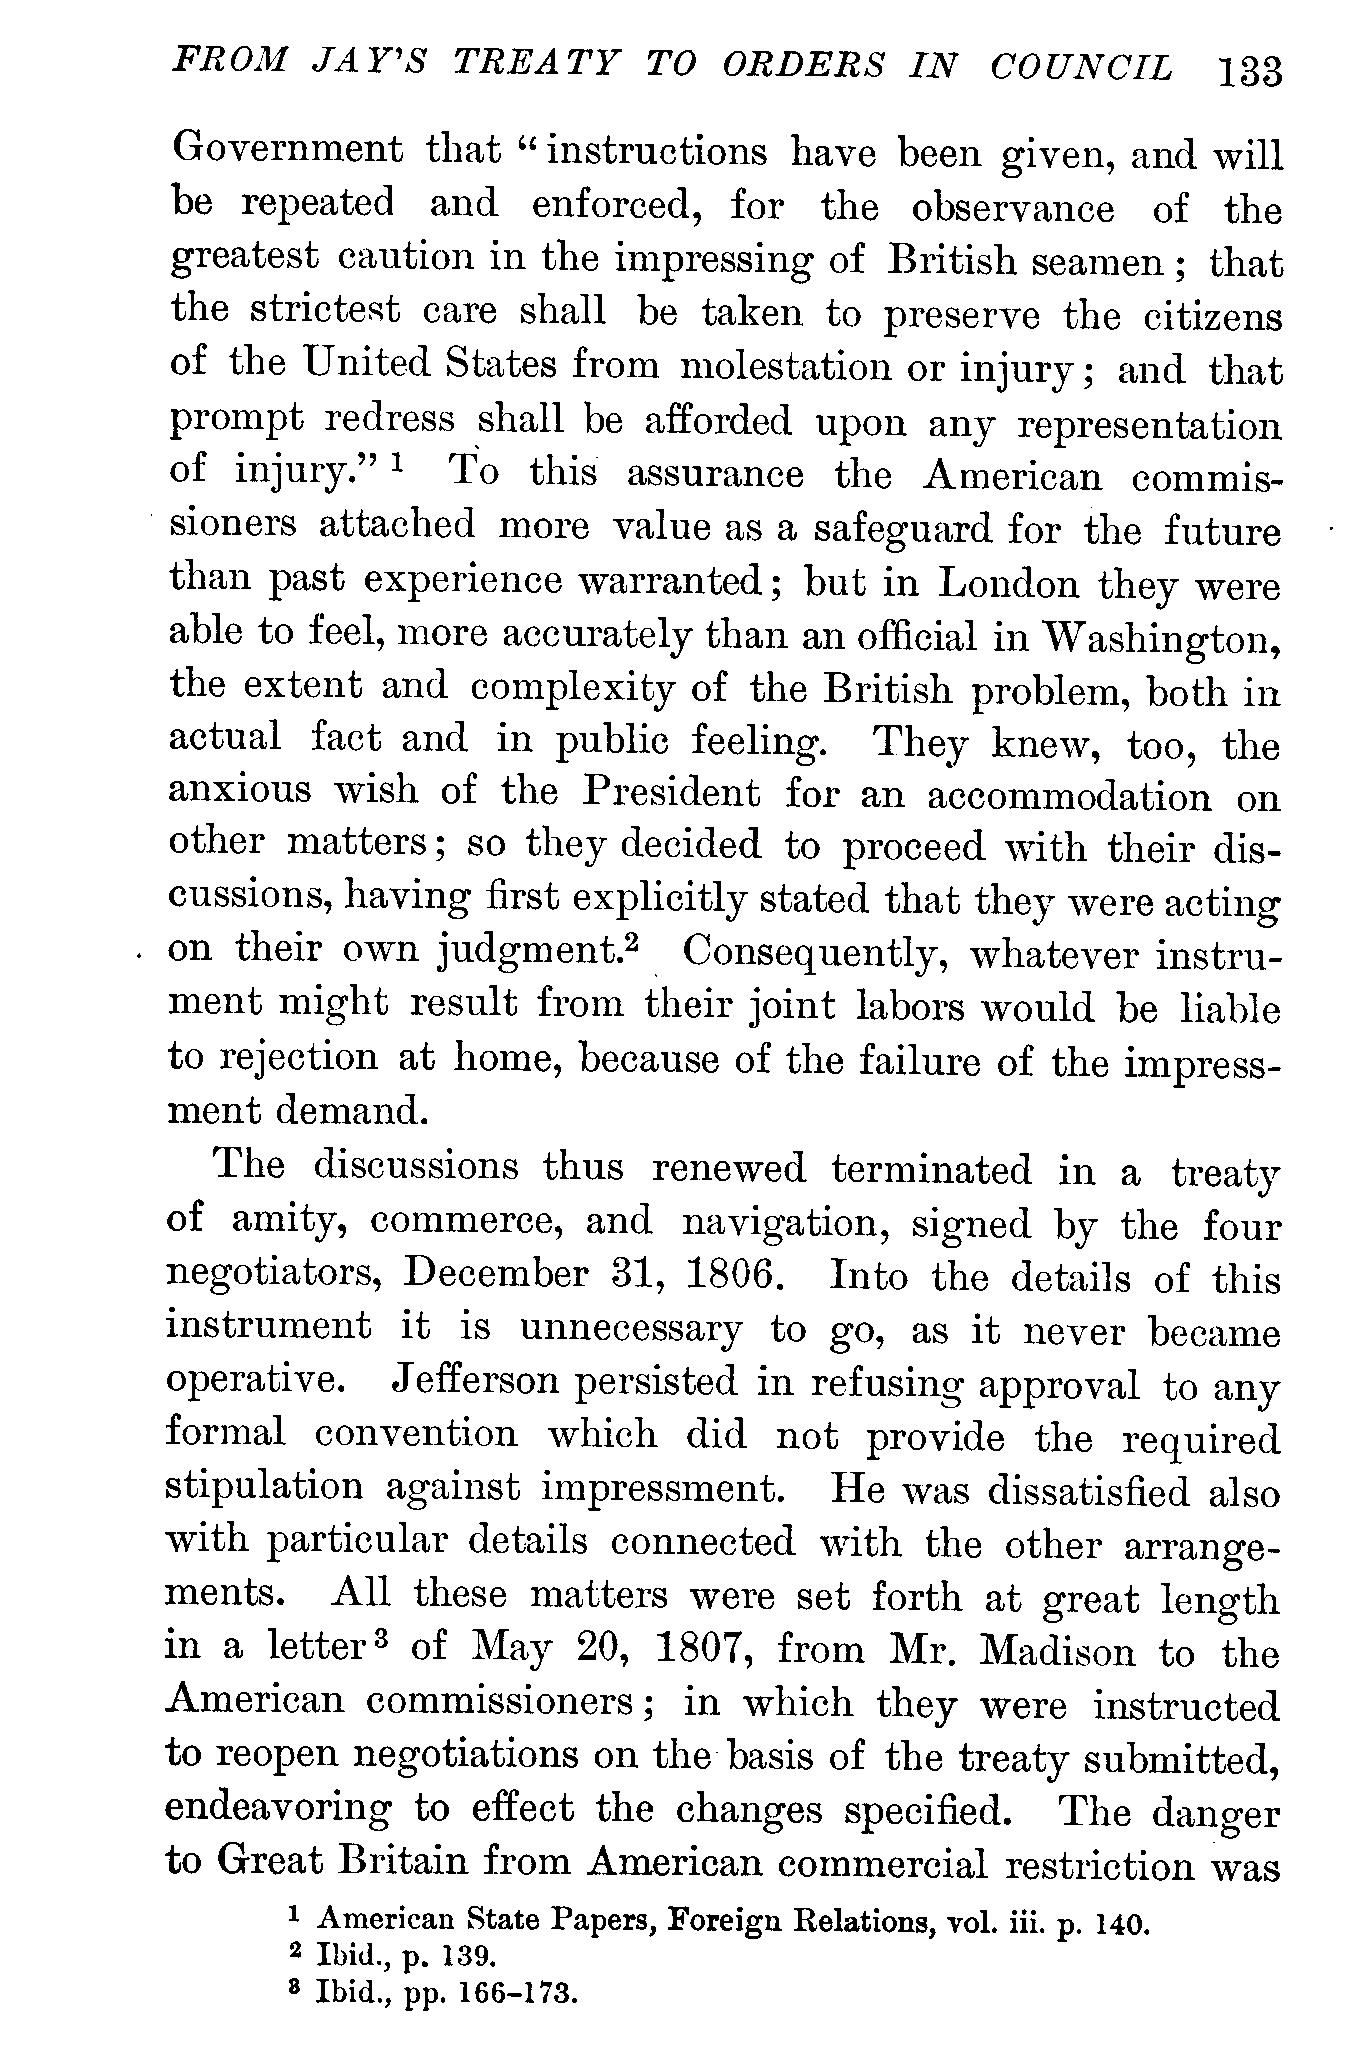 FROM JAY'S TREATY TO ORDERS IN COUNCIL 133
Government that “instructions have been given, and will
be repeated and enforced, for the observance of the
greatest caution in the impressing of British seamen; that
the strictest care shall be taken to preserve the citizens
of the United States from molestation or injury; and that
prompt redress shall be afforded upon any representation
of injury.” 1 To this assurance the American commis-
sioners attached more value as a safeguard for the future
than past experience warranted; but in London they were
able to feel, more accurately than an official in Washington,
the extent and complexity of the British problem, both in
actual fact and in public feeling. They knew, too, the
anxious wish of the President for an accommodation on
other matters; so they decided to proceed with their dis-
cussions, having first explicitly stated that they were acting
on their own judgment.2 Consequently, whatever instru-
ment might result from their joint labors would be liable
to rejection at home, because of the failure of the impress-
ment demand.
The discussions thus renewed terminated in a treaty
of amity, commerce, and navigation, signed by the four
negotiators, December 31, 1806. Into the details of this
instrument it is unnecessary to go, as it never became
operative. Jefferson persisted in refusing approval to any
formal convention which did not provide the required
stipulation against impressment. He was dissatisfied also
with particular details connected with the other arrange-
ments. All these matters were set forth at great length
in a letter3 of May 20, 1807, from Mr. Madison to the
American commissioners; in which they were instructed
to reopen negotiations on the basis of the treaty submitted,
endeavoring to effect the changes specified. The danger
to Great Britain from American commercial restriction was
1 American State Papers, Foreign Relations, vol. iii. p. 140.
2 Ibid., p. 139.
3 Ibid., pp. 166–173.